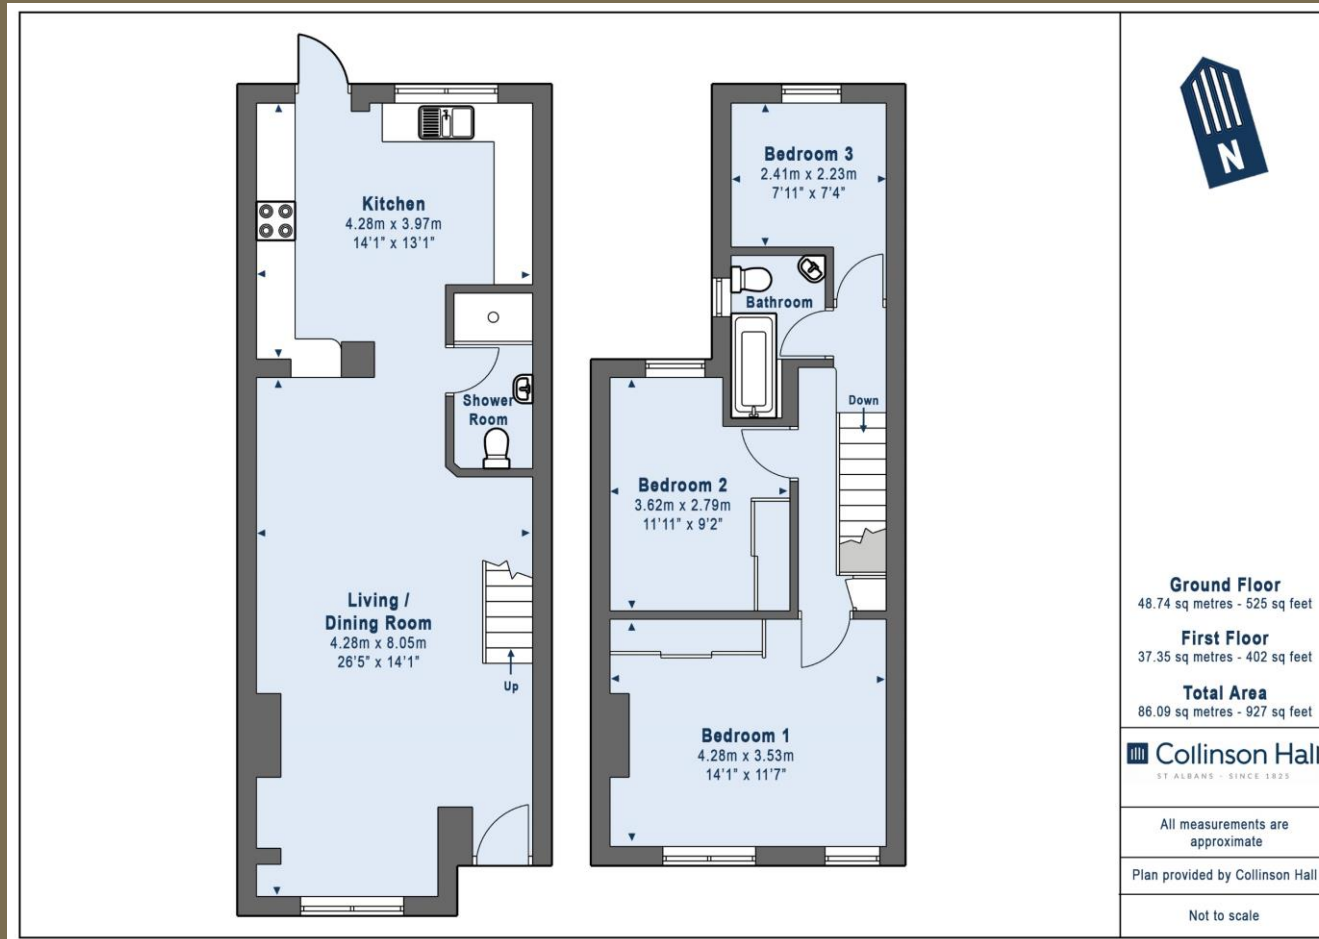 Kitchen
4.28m x 3.97m
14'1" x 13'1"
Shower
Room
Living /
Dining Room
4.28m x 8.05m
26'5" x 14'1"
Up
Bedroom 3
2.41m x 2.23m
7'11" x 7'4"
Bathroom
Down
Bedroom 2
3.62m x 2.79m
11'11" x 9'2"
Bedroom 1
4.28m x 3.53m
14'1" x 11'7"
N
Ground Floor
48.74 sq metres - 525 sq feet
First Floor
37.35 sq metres - 402 sq feet
Total Area
86.09 sq metres - 927 sq feet
Collinson Hall
ST ALBANS - SINCE 1825
All measurements are
approximate
Plan provided by Collinson Hall
Not to scale